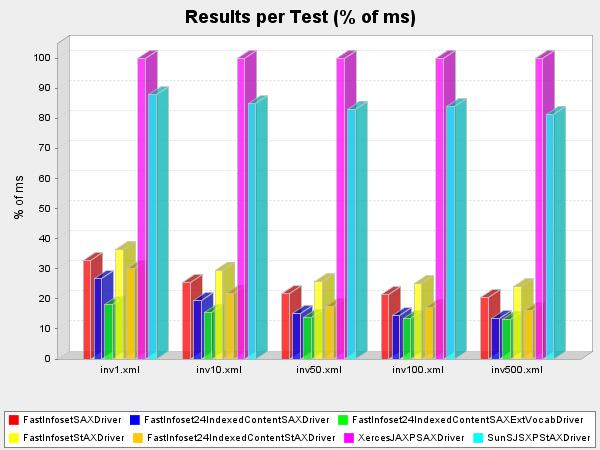 Results per Test (% of ms)
100
90
80
70
60
50
40
30
20
10
0
% of ms
inv1.xml inv10.xml inv50.xml inv100.xml inv500.xml
FastInfosetSAXDriver FastInfoset24IndexedContentSAXDriver FastInfoset24IndexedContentSAXExtVocabDriver
FastInfosetStAXDriver FastInfoset24IndexedContentStAXDriver XercesJAXPSAXDriver SunSJSXPStAXDriver